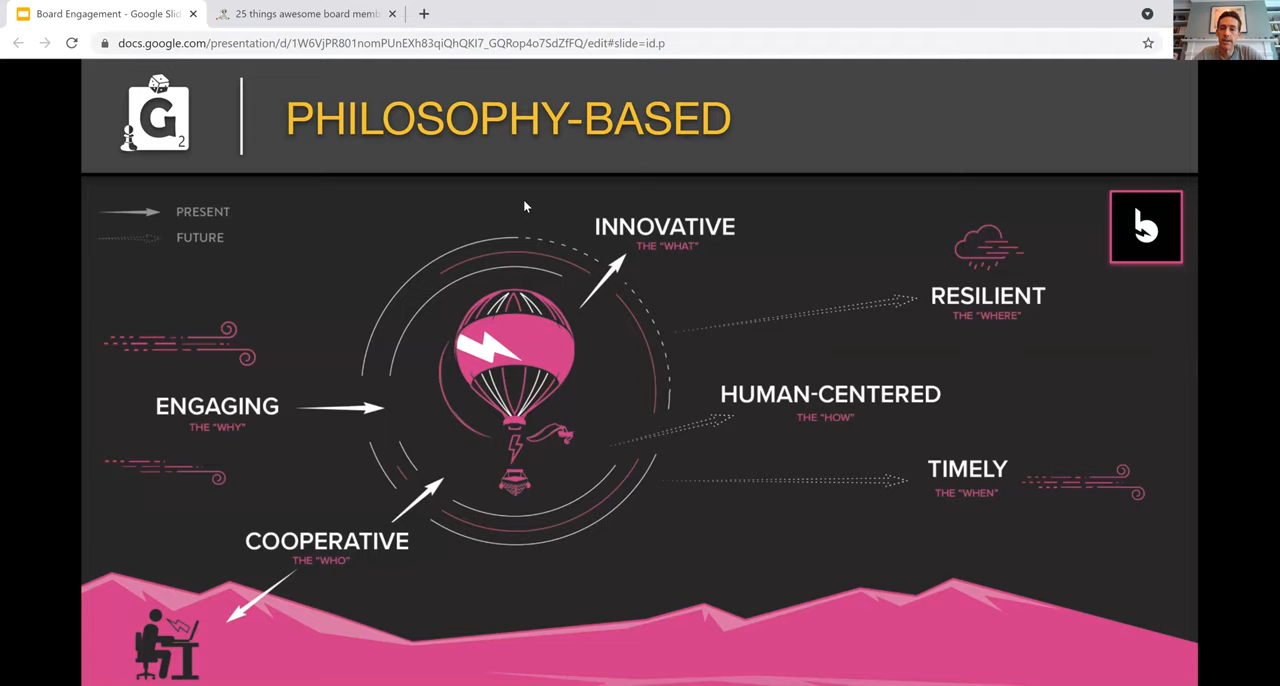 Board Engagement - Google Slid
25 things awesome board memb
docs.google.com/presentation/d/1W6VjPR801nomPUnEXh83qiQhQKI7_GQRop4o7SdZfFQ/edit#slide=id.p
G
2
PHILOSOPHY-BASED
PRESENT
FUTURE
INNOVATIVE
THE "WHAT"
b
RESILIENT
THE "WHERE"
ENGAGING
THE "WHY"
HUMAN-CENTERED
THE "HOW"
TIMELY
THE "WHEN"
COOPERATIVE
THE "WHO"